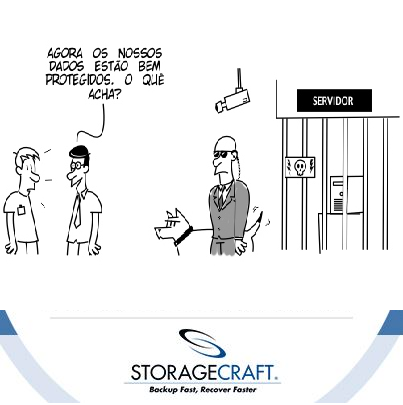 AGORA OS NOSSOS
DADOS ESTÃO BEM
PROTEGIDOS. O QUÊ
ACHA?
SERVIDOR
STORAGECRAFT.
Backup Fast, Recover Faster